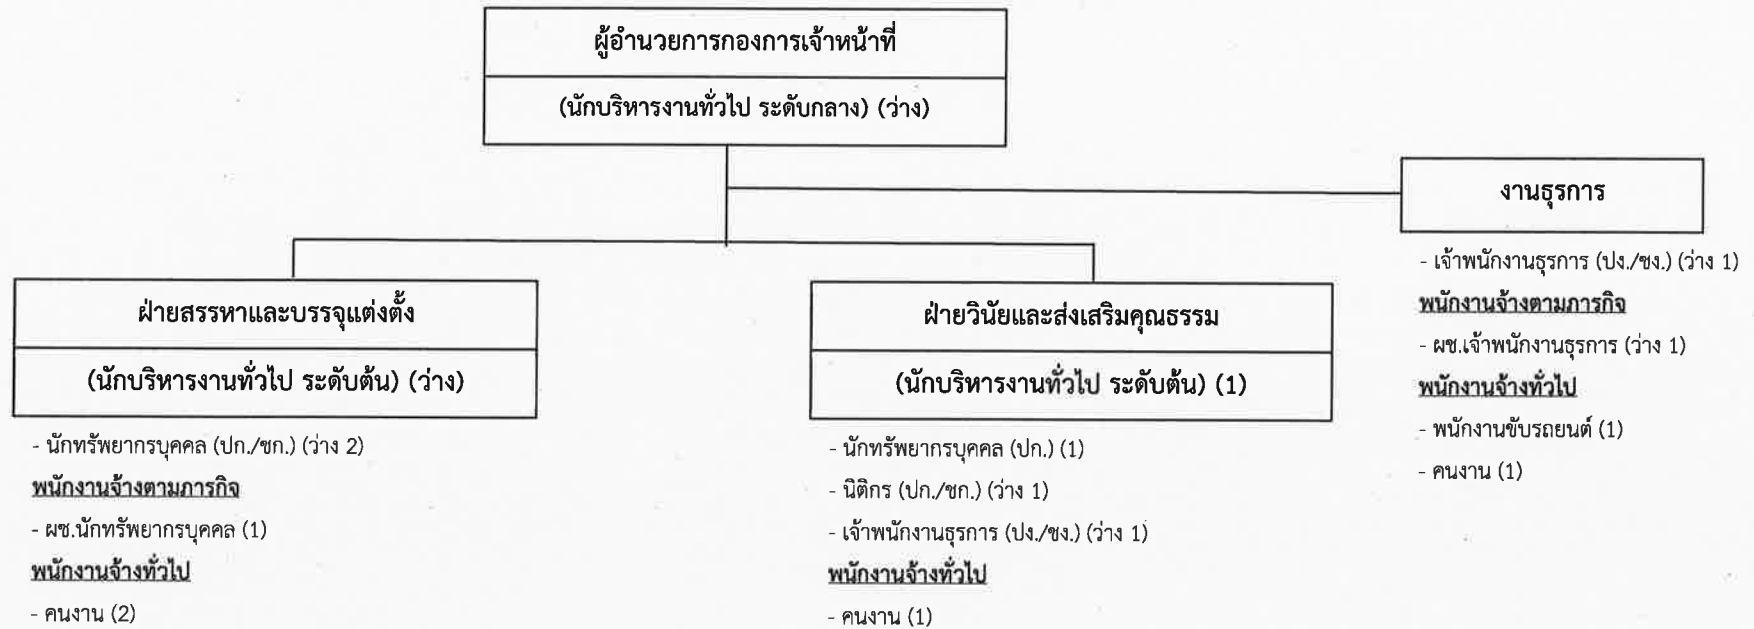 ผู้อำนวยการกองการเจ้าหน้าที่
(นักบริหารงานทั่วไป ระดับกลาง) (ว่าง)
งานธุรการ
- เจ้าพนักงานธุรการ (ปง./ชง.) (ว่าง 1)
พนักงานจ้างตามภารกิจ
- ผช.เจ้าพนักงานธุรการ (ว่าง 1)
พนักงานจ้างทั่วไป
- พนักงานขับรถยนต์ (1)
- คนงาน (1)
ฝ่ายสรรหาและบรรจุแต่งตั้ง
(นักบริหารงานทั่วไป ระดับต้น) (ว่าง)
- นักทรัพยากรบุคคล (ปก./ชก.) (ว่าง 2)
พนักงานจ้างตามภารกิจ
- ผช.นักทรัพยากรบุคคล (1)
พนักงานจ้างทั่วไป
- คนงาน (2)
ฝ่ายวินัยและส่งเสริมคุณธรรม
(นักบริหารงานทั่วไป ระดับต้น) (1)
- นักทรัพยากรบุคคล (ปก.) (1)
- นิติกร (ปก./ชก.) (ว่าง 1)
- เจ้าพนักงานธุรการ (ปง./ชง.) (ว่าง 1)
พนักงานจ้างทั่วไป
- คนงาน (1)